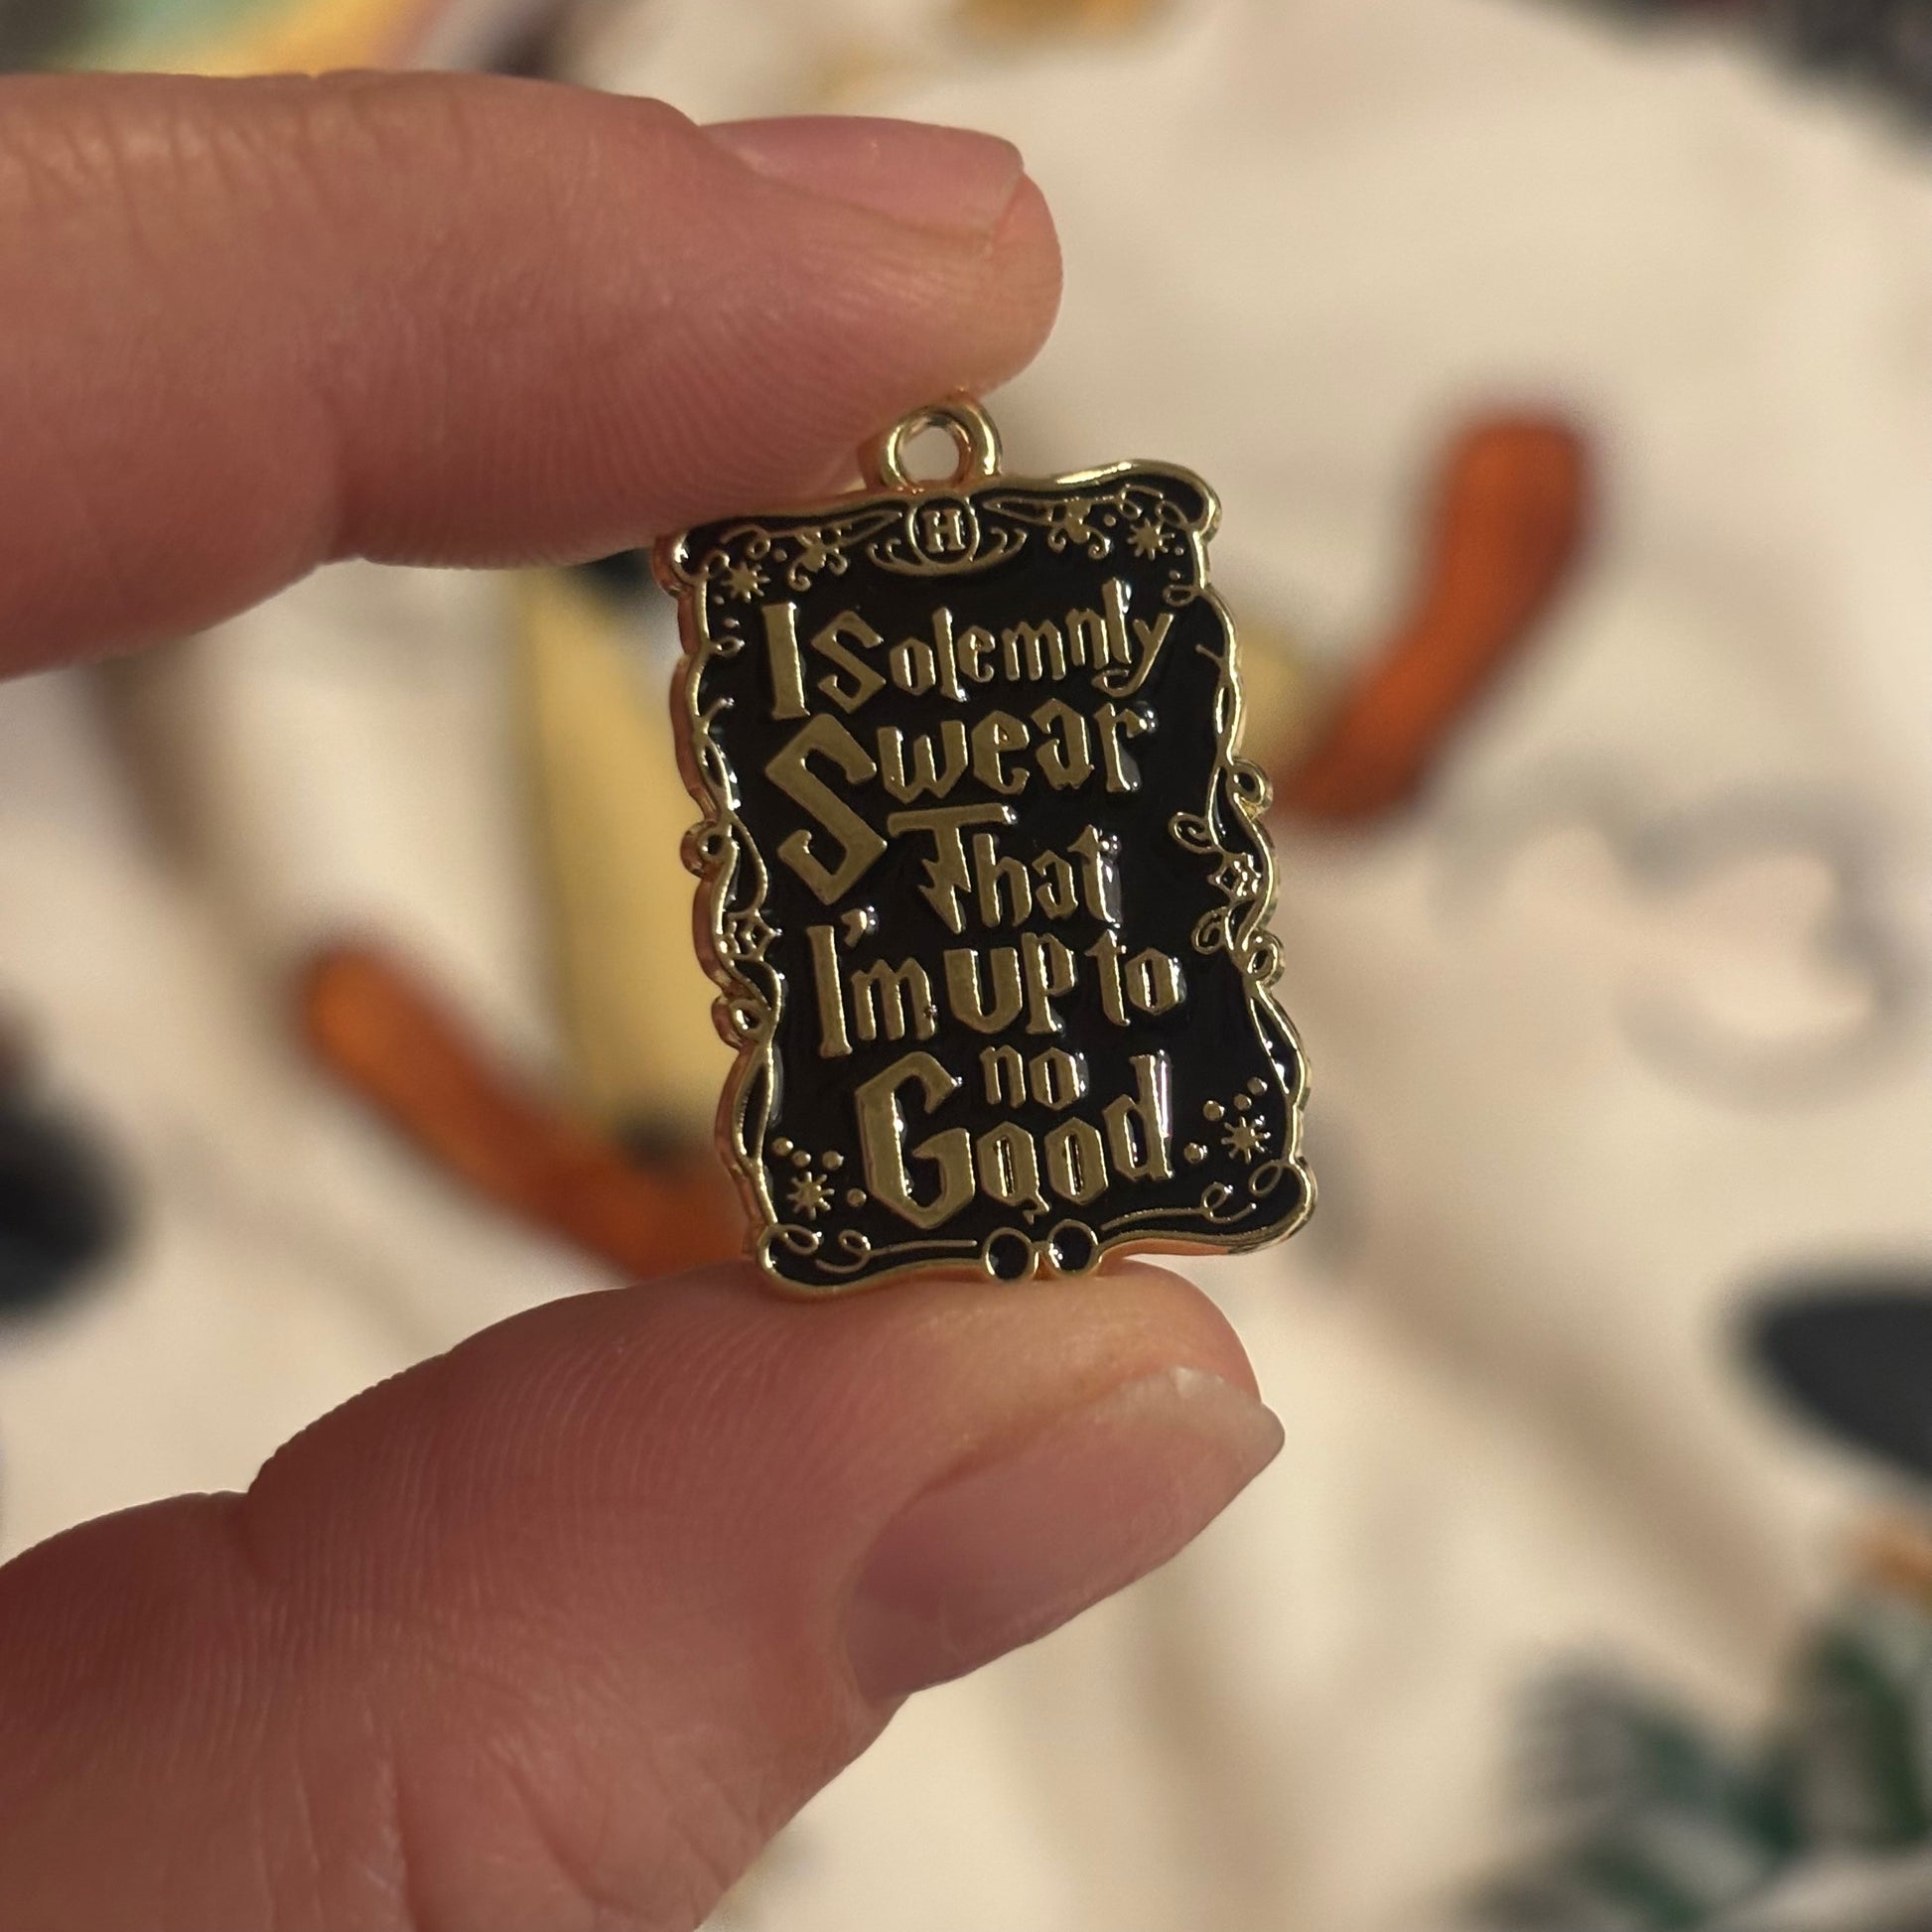 H
I Solemnly
Swear
That
I'm up to
no
Good.